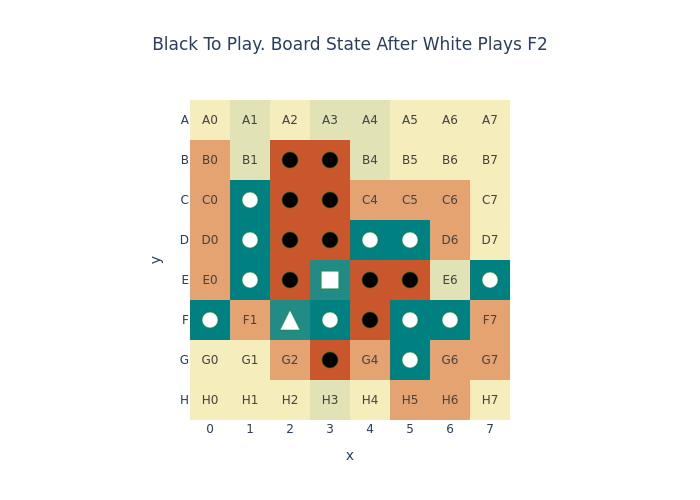 Black To Play. Board State After White Plays F2
A A0 A1 A2 A3 A4 A5 A6 A7
B B0 B1 B4 B5 B6 B7
C C0 C4 C5 C6 C7
y D D0 D6 D7
E E0 E6
F F1 F7
G G0 G1 G2 G4 G6 G7
H H0 H1 H2 H3 H4 H5 H6 H7
0 1 2 3 4 5 6 7
x